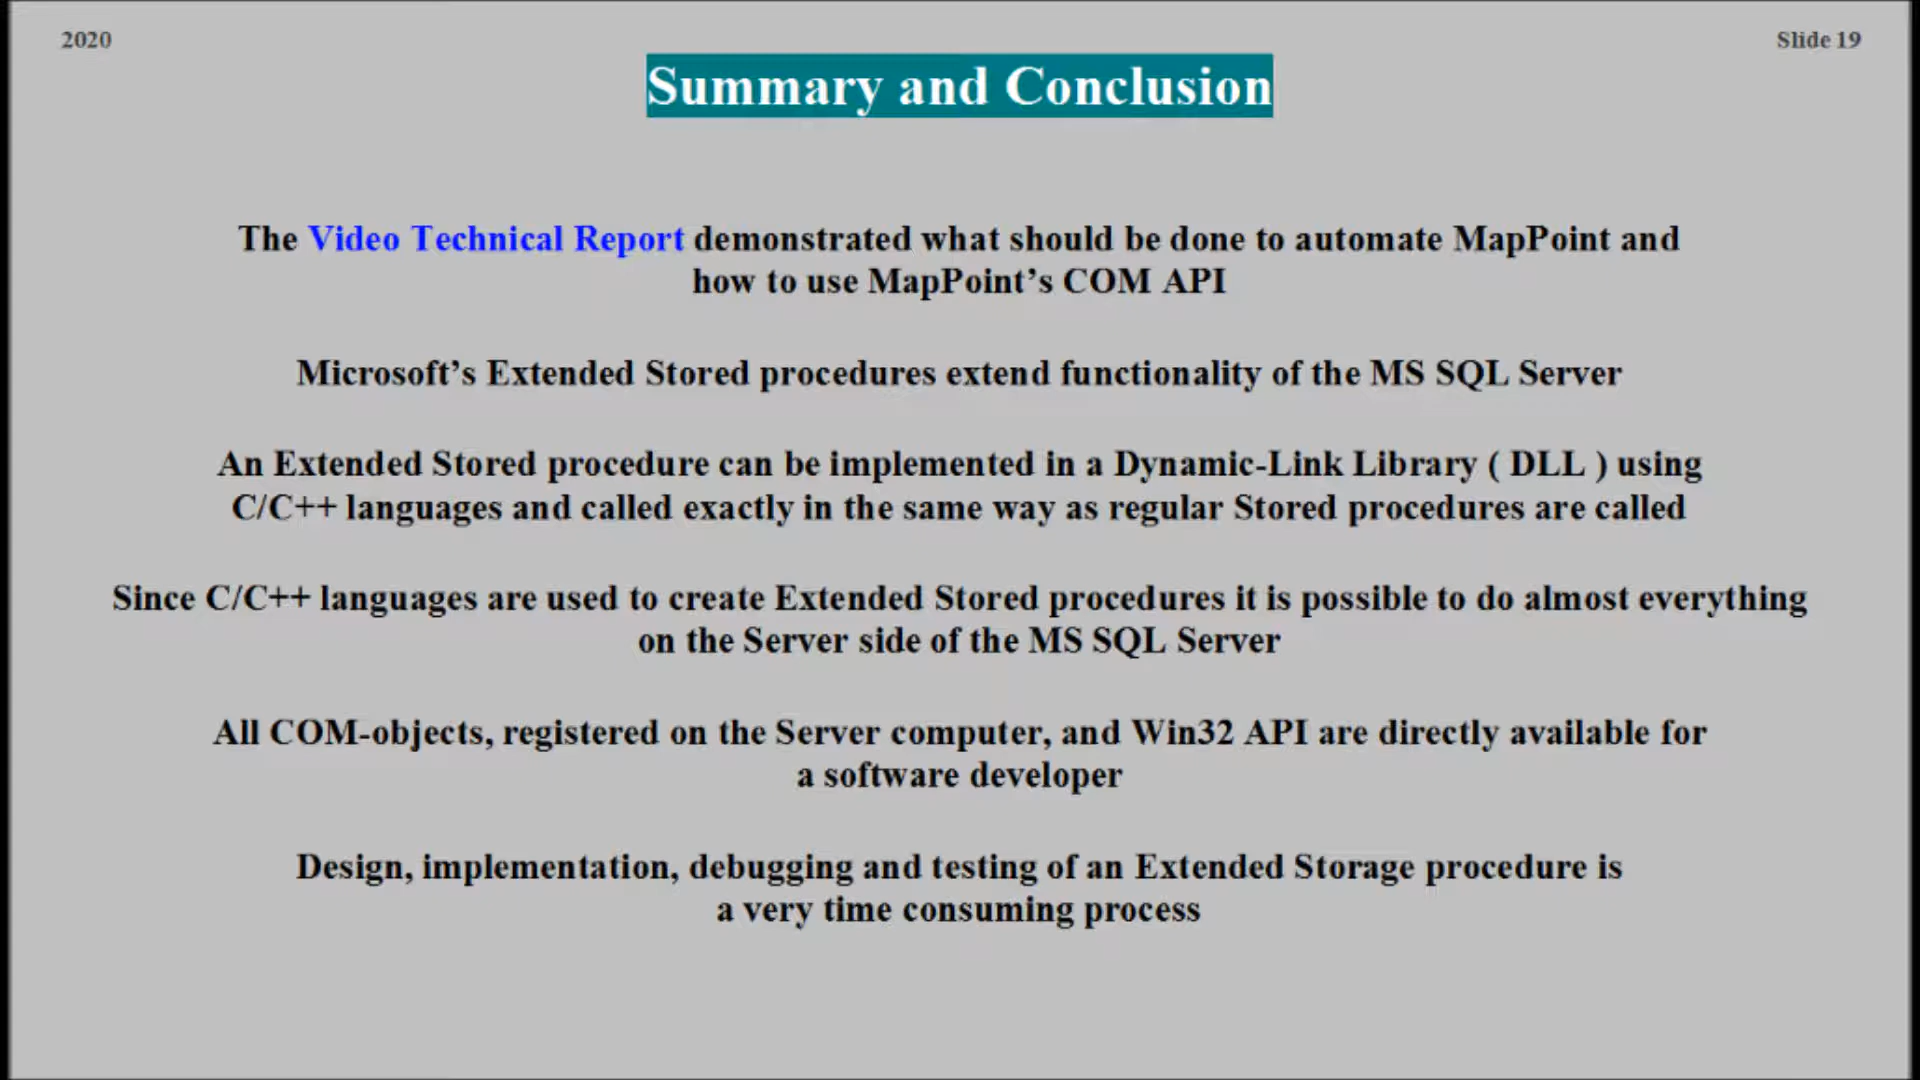 2020
Slide 19
Summary and Conclusion
The Video Technical Report demonstrated what should be done to automate MapPoint and
how to use MapPoint’s COM API
Microsoft’s Extended Stored procedures extend functionality of the MS SQL Server
An Extended Stored procedure can be implemented in a Dynamic-Link Library ( DLL ) using
C/C++ languages and called exactly in the same way as regular Stored procedures are called
Since C/C++ languages are used to create Extended Stored procedures it is possible to do almost everything
on the Server side of the MS SQL Server
All COM-objects, registered on the Server computer, and Win32 API are directly available for
a software developer
Design, implementation, debugging and testing of an Extended Storage procedure is
a very time consuming process